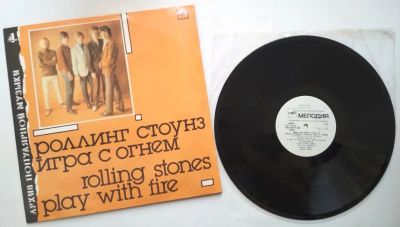 4
АРХИВ ПОПУЛЯРНОЙ МУЗЫКИ
РОЛЛИНГ СТОУНЗ
ИГРА С ОГНЕМ
rolling stones
play with fire
МЕЛОДИЯ